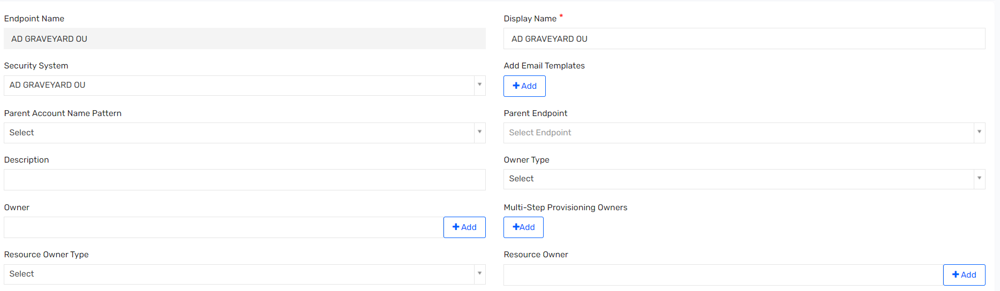 Endpoint Name
Display Name *
AD GRAVEYARD OU
AD GRAVEYARD OU
Security System
Add Email Templates
AD GRAVEYARD OU
Add
Parent Account Name Pattern
Parent Endpoint
Select
Select Endpoint
Description
Owner Type
Select
Owner
Multi-Step Provisioning Owners
Add
Add
Resource Owner Type
Resource Owner
Select
Add